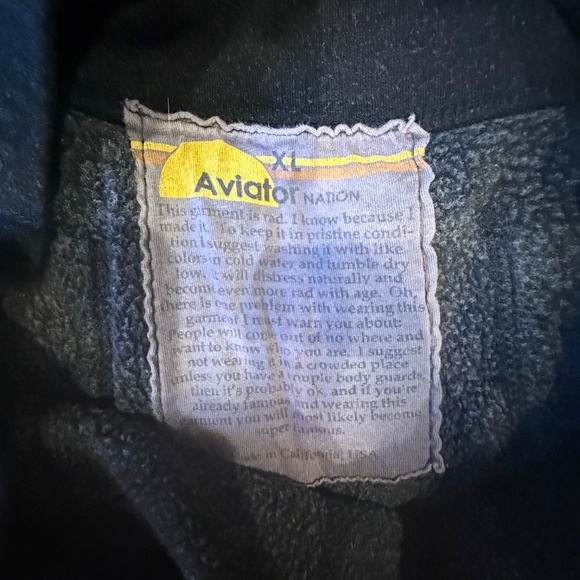 XL
Aviator NATION
This garment is rad. I know because I
made it. To keep it in pristine condi-
tion I suggest washing it with like
colors in cold water and tumble dry
low. It will distress naturally and
become even more rad with age. Oh,
there is one problem with wearing this
garment I must warn you about:
People will come out of no where and
want to know who you are. I suggest
not wearing it in a crowded place
unless you have a couple body guards,
then it's probably ok, and if you're
already famous and wearing this
garment you will most likely become
super famous.
Made in California, USA